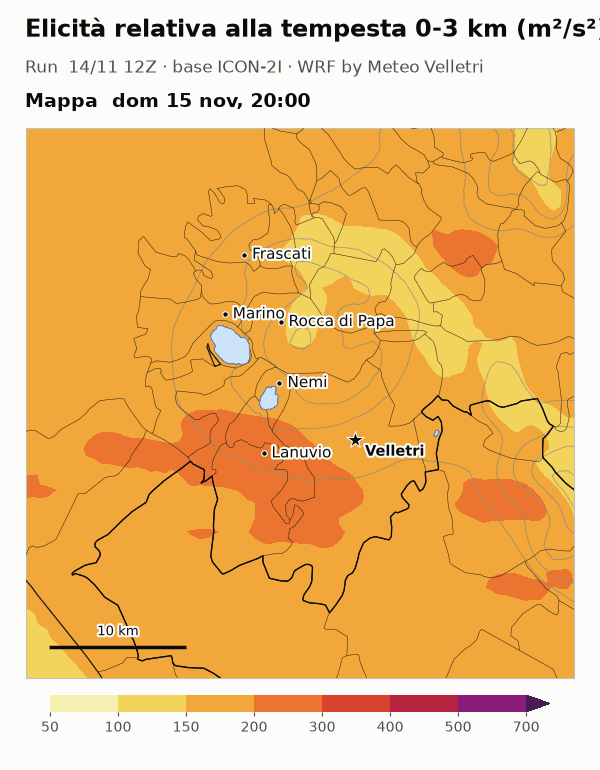 Elicità relativa alla tempesta 0-3 km (m²/s²)
Run 14/11 12Z · base ICON-2I · WRF by Meteo Velletri
Mappa dom 15 nov, 20:00
Frascati
Marino
Rocca di Papa
Nemi
Velletri
Lanuvio
10 km
50 100 150 200 300 400 500 700